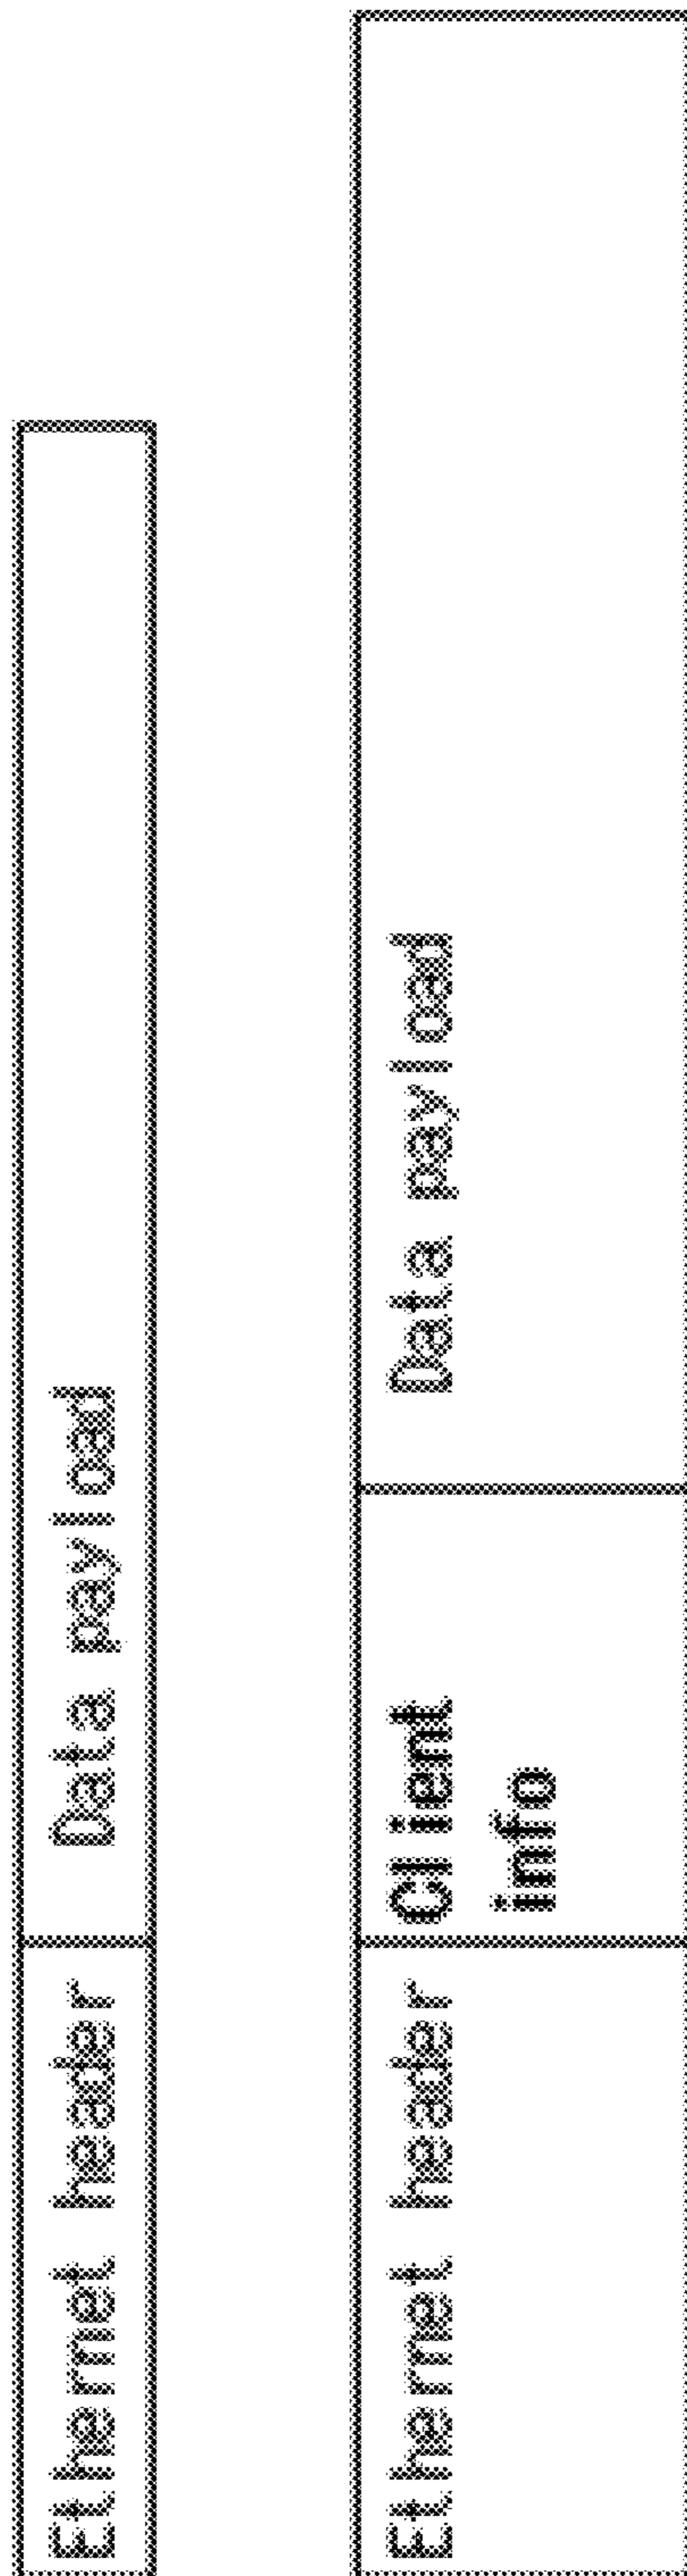 Ethernet header
Data payload
Ethernet header
Client
info
Data payload